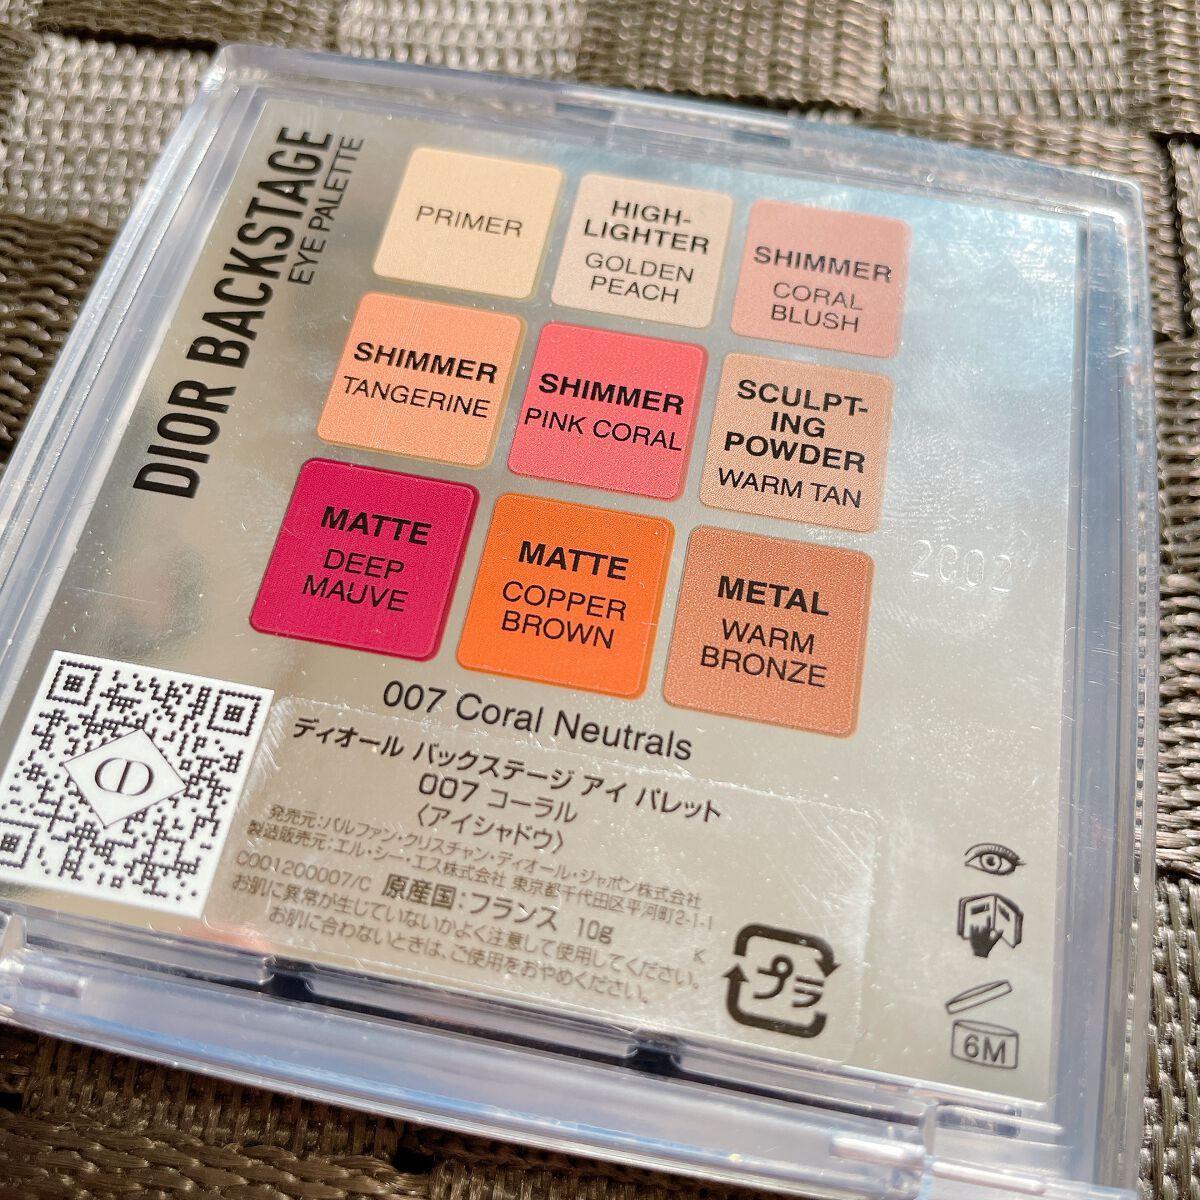 DIOR BACKSTAGE
EYE PALETTE
PRIMER
HIGH-
LIGHTER
GOLDEN
PEACH
SHIMMER
CORAL
BLUSH
SHIMMER
TANGERINE
SHIMMER
PINK CORAL
SCULPT-
ING
POWDER
WARM TAN
MATTE
DEEP
MAUVE
MATTE
COPPER
BROWN
METAL
WARM
BRONZE
2C02
007 Coral Neutrals
ディオール バックステージ アイ パレット
007 コーラル
〈アイシャドウ〉
発売元:パルファン・クリスチャン・ディオール・ジャポン株式会社
製造販売元:エル・シー・エス株式会社 東京都千代田区平河町2-1-1
C001200007/C 原産国:フランス 10g K
お肌に異常が生じていないかよく注意して使用してください。
お肌に合わないときは、ご使用をおやめください。
プラ
6M